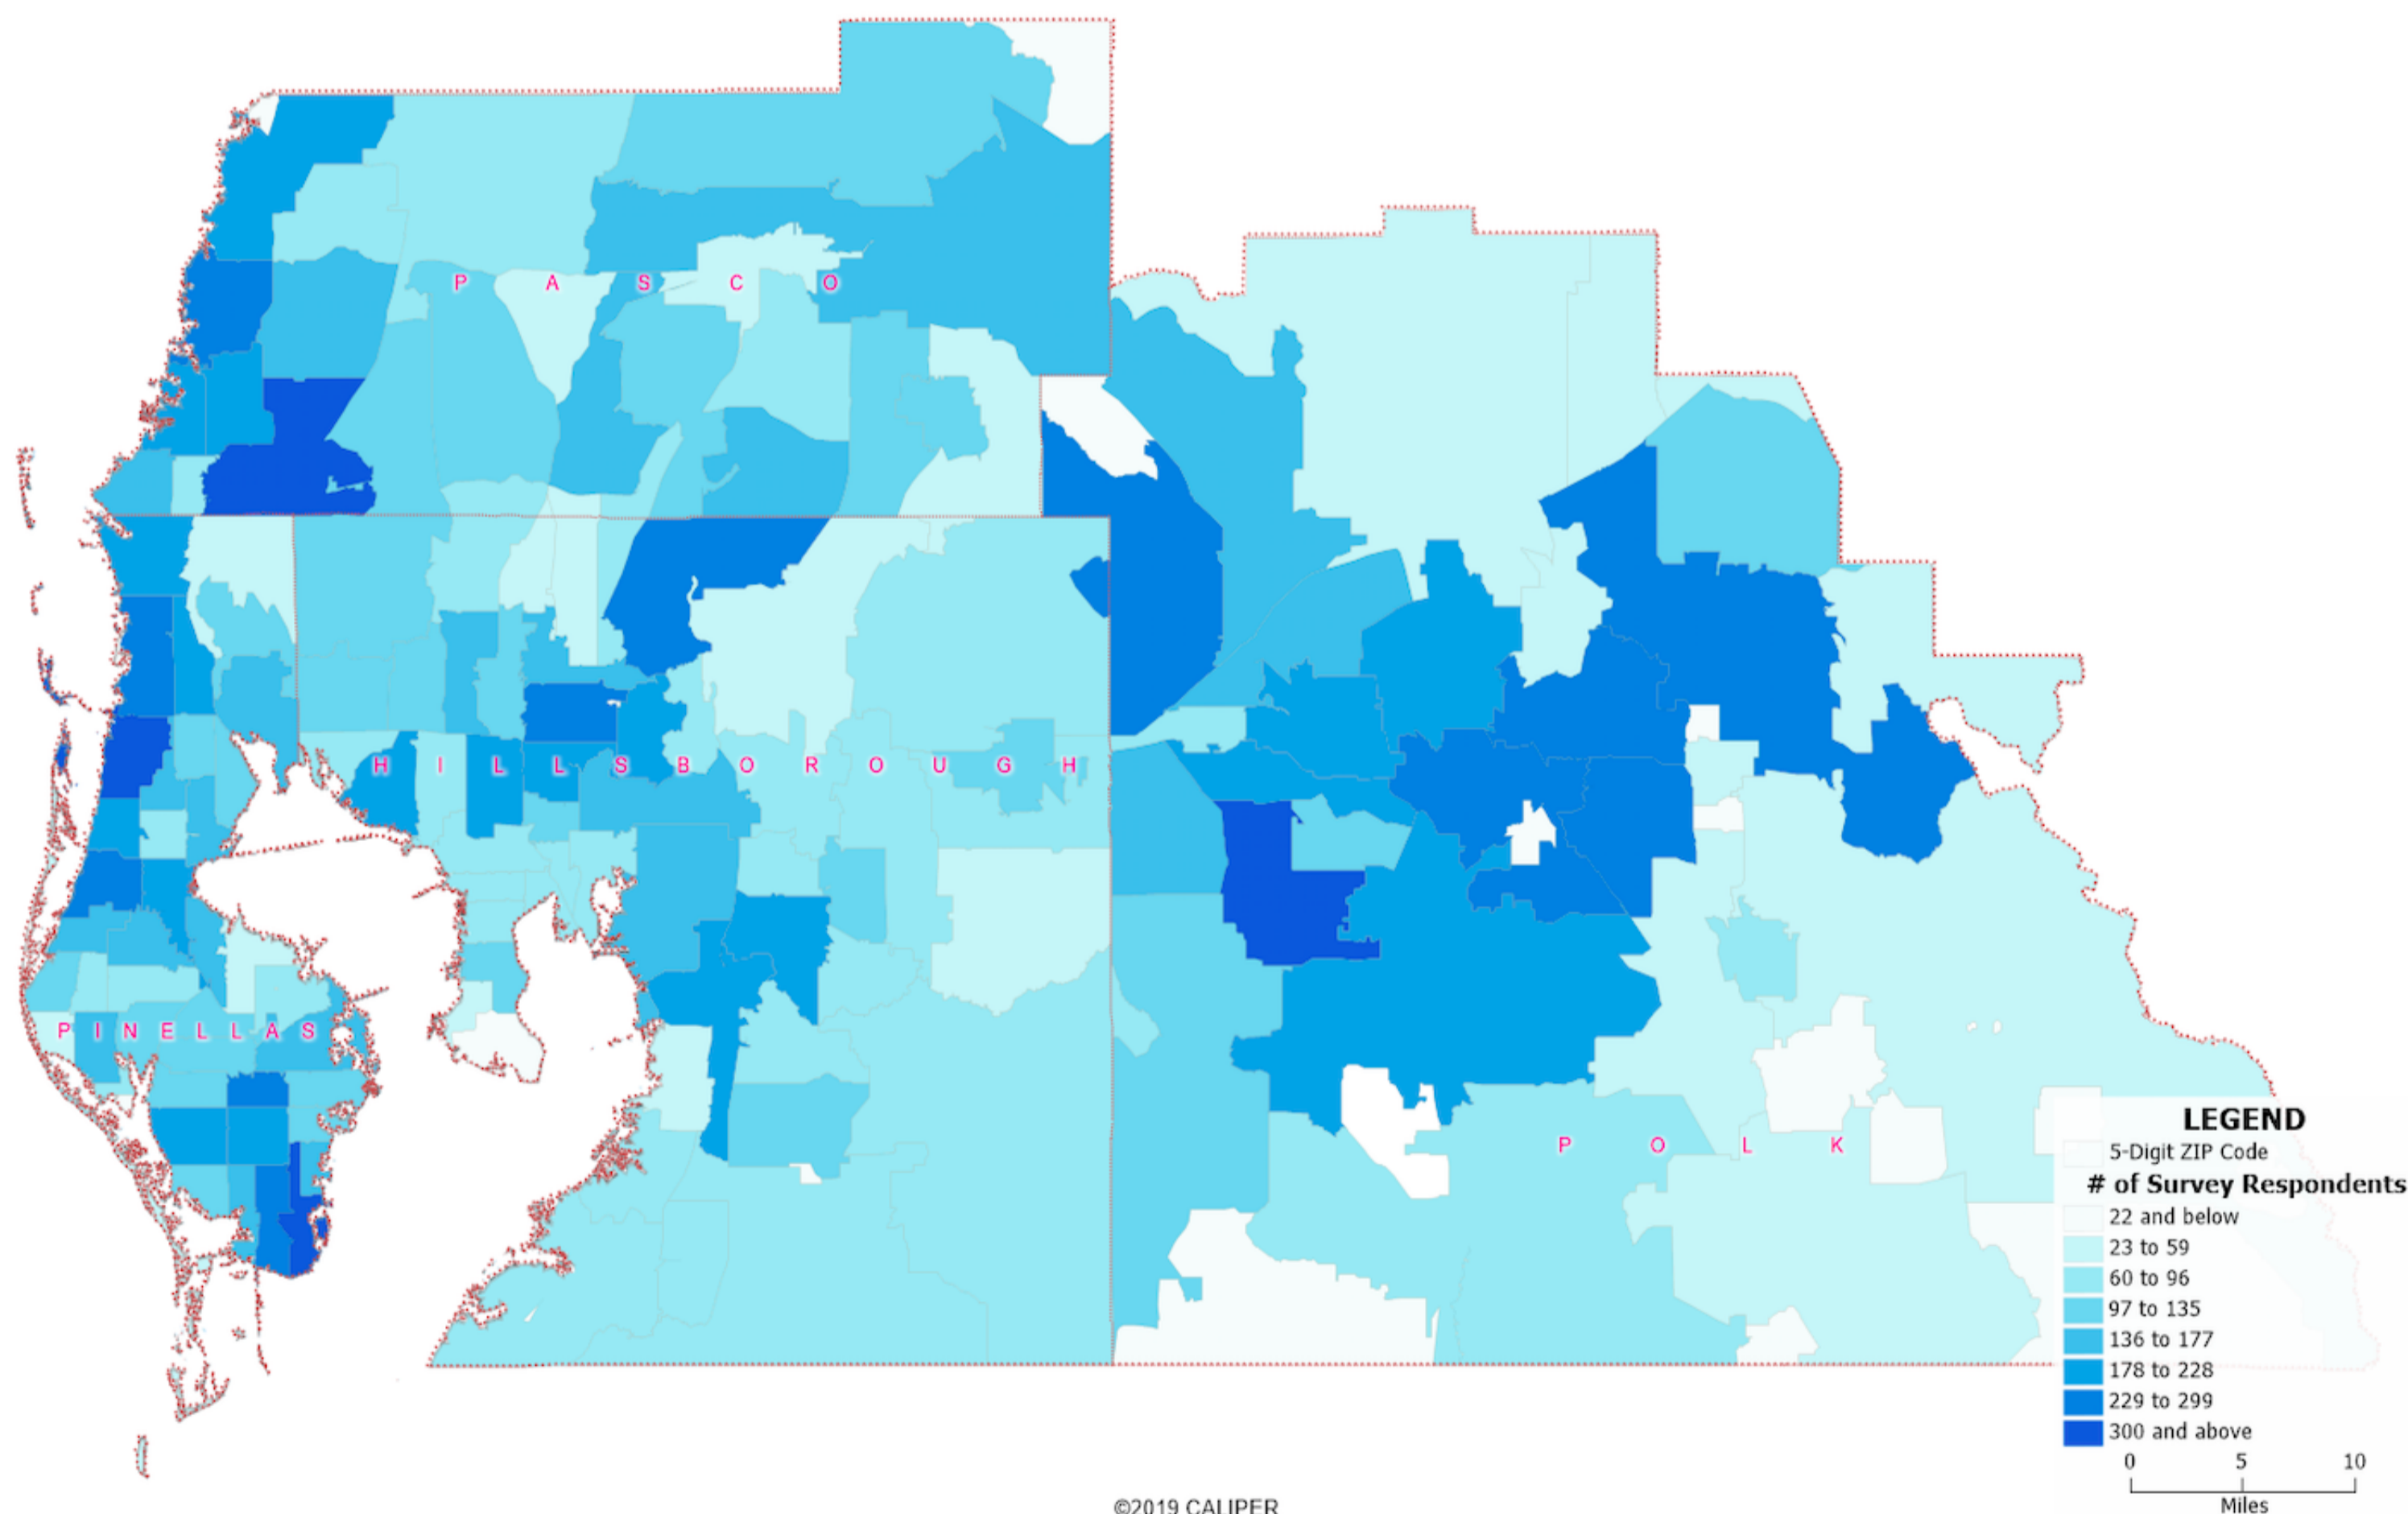 P A S C O
H I L L S B O R O U G H
P I N E L L A S
P O L K
LEGEND
5-Digit ZIP Code
# of Survey Respondents
22 and below
23 to 59
60 to 96
97 to 135
136 to 177
178 to 228
229 to 299
300 and above
0 5 10
Miles
©2019 CALIPER